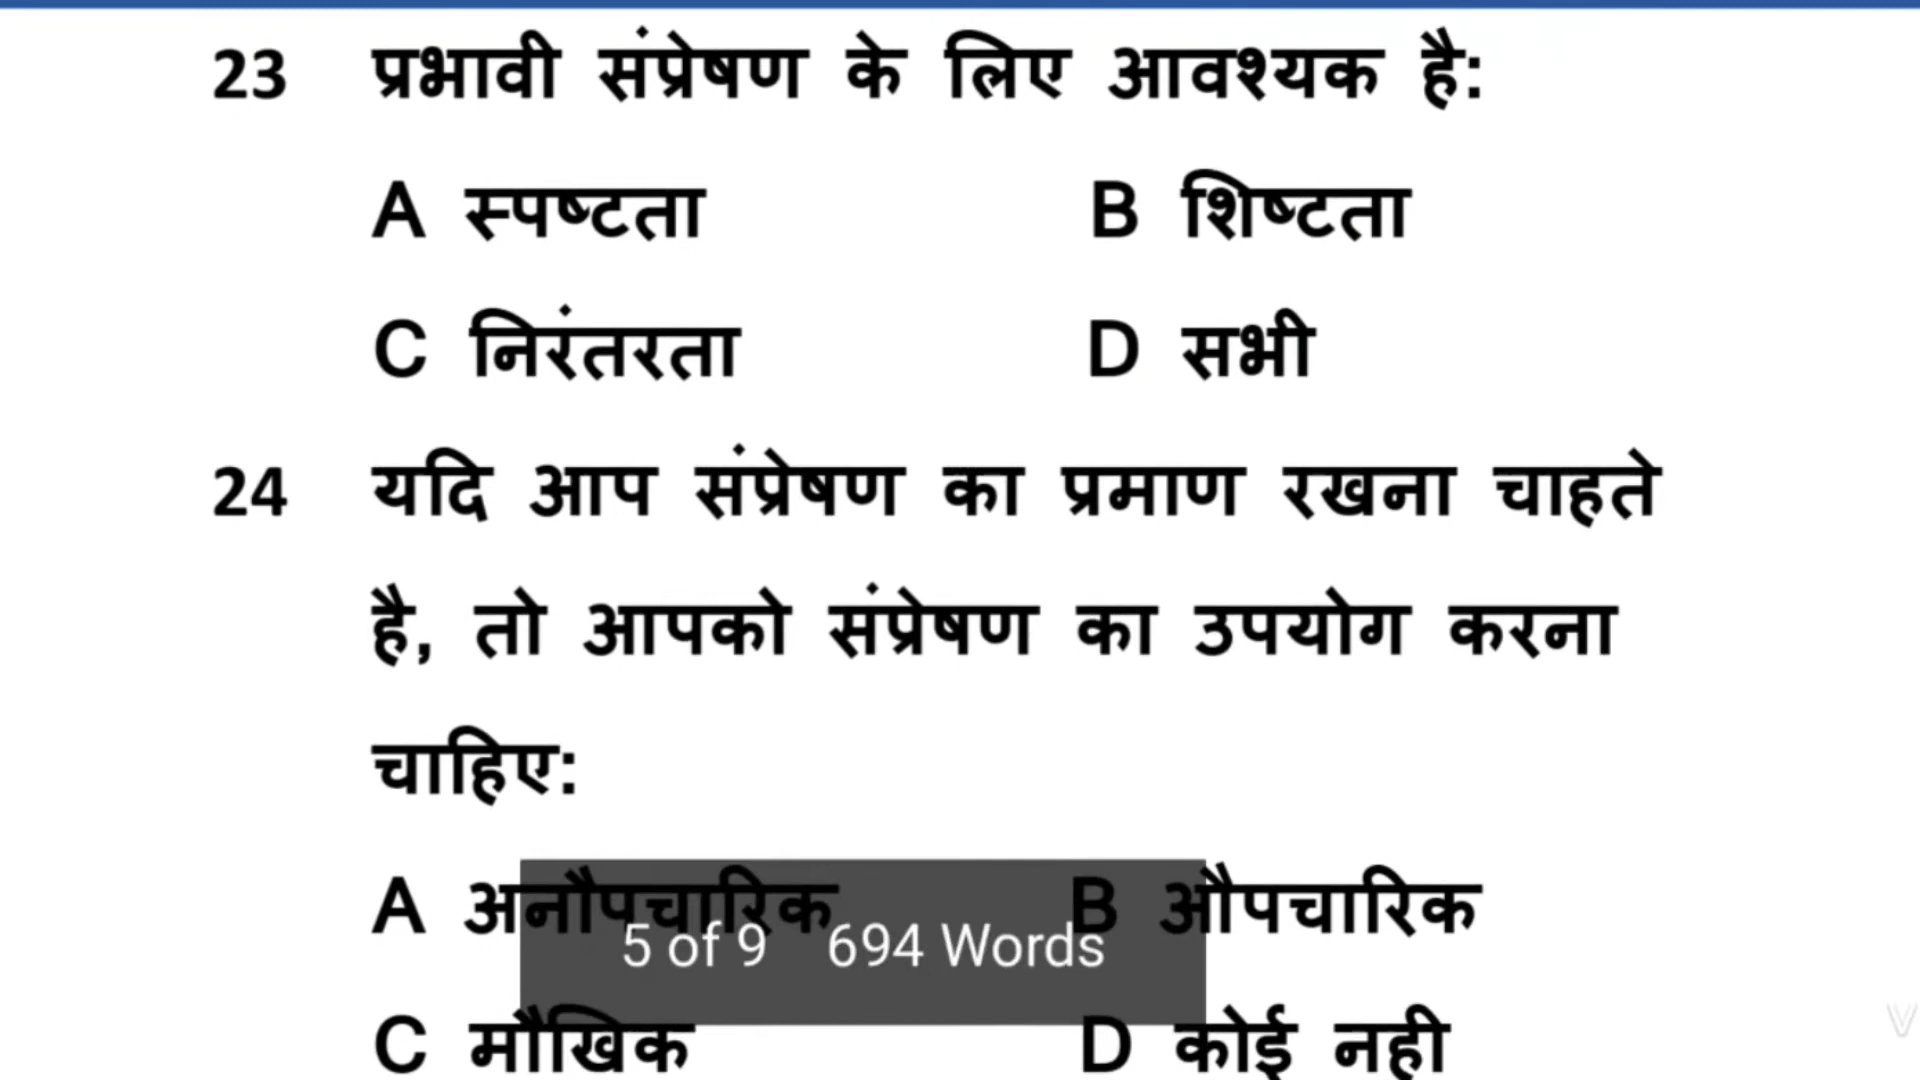 23 प्रभावी संप्रेषण के लिए आवश्यक है:
A स्पष्टता B शिष्टता
C निरंतरता D सभी
24 यदि आप संप्रेषण का प्रमाण रखना चाहते
है, तो आपको संप्रेषण का उपयोग करना
चाहिए:
A अनौपचारिक B औपचारिक
5 of 9 694 Words
C मौखिक D कोई नही
V